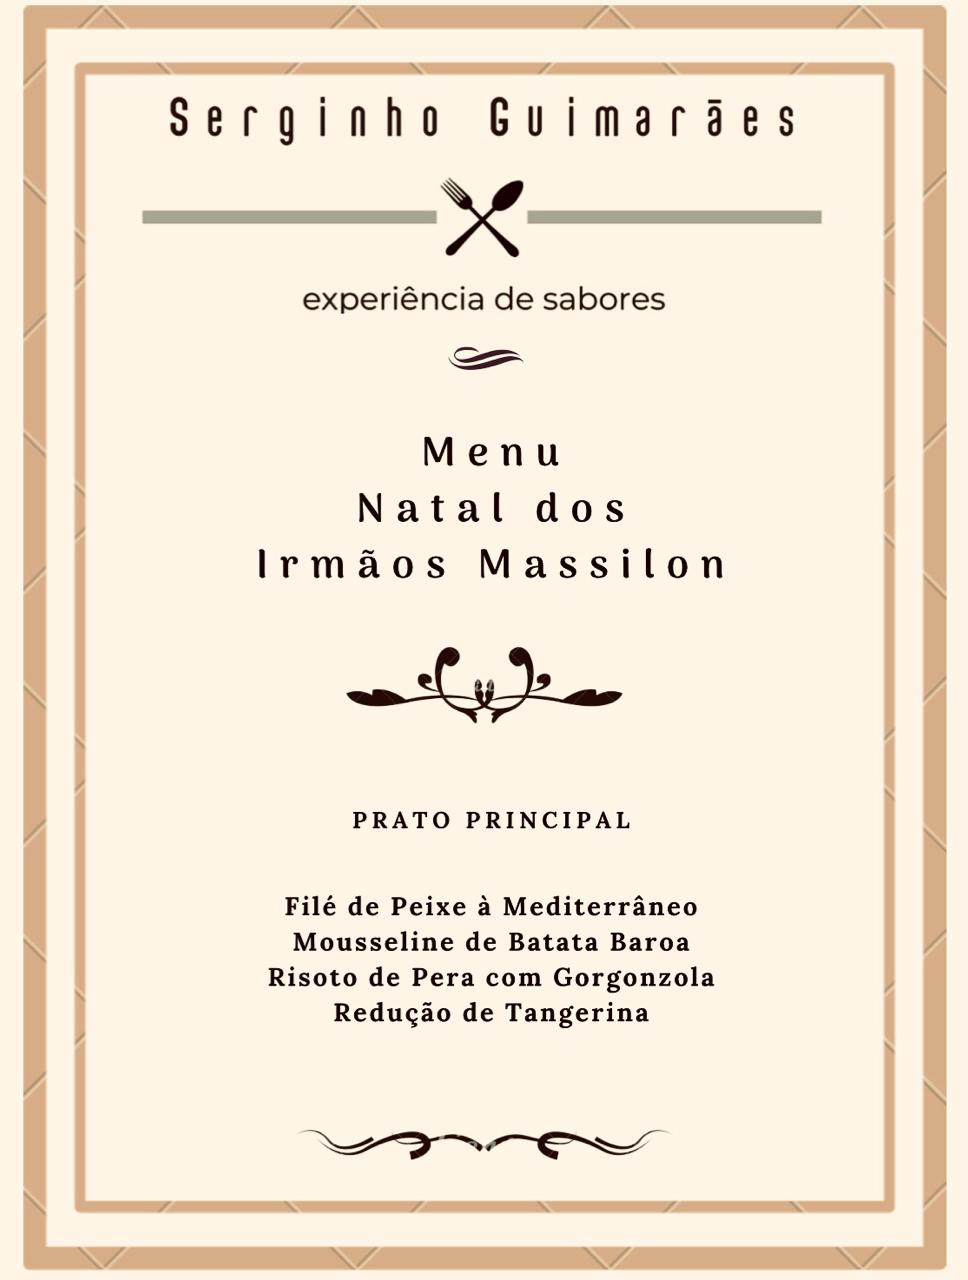 Serginho Guimarães
experiência de sabores
Menu
Natal dos
Irmãos Massilon
PRATO PRINCIPAL
Filé de Peixe à Mediterrâneo
Mousseline de Batata Baroa
Risoto de Pera com Gorgonzola
Redução de Tangerina